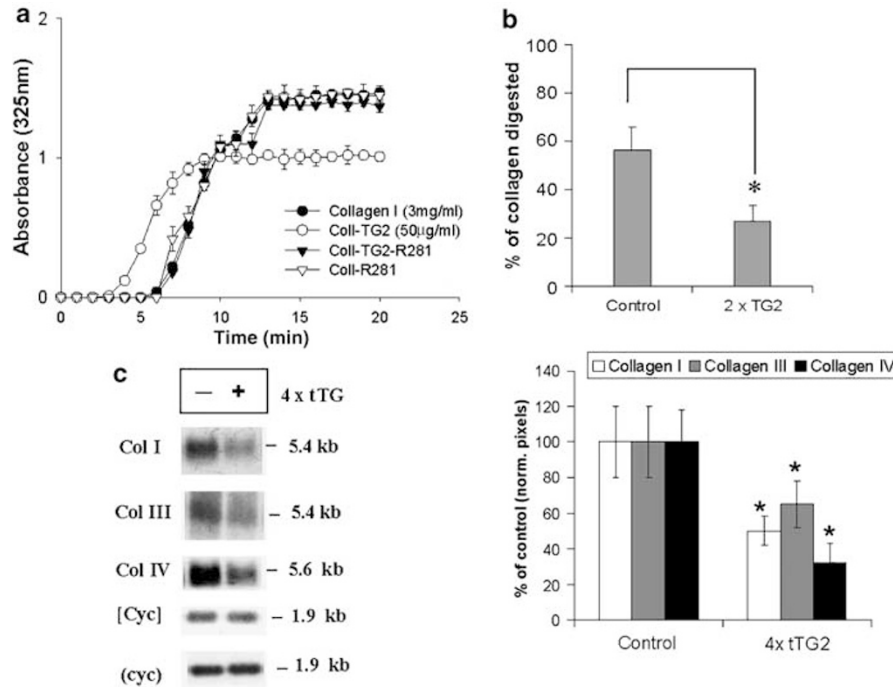 a
Absorbance (325nm)
2
1
0
0 5 10 15 20 25
Time (min)
Collagen I (3mg/ml)
Coll-TG2 (50μg/ml)
Coll-TG2-R281
Coll-R281
b
% of collagen digested
100
80
60
40
20
0
*
Control 2 x TG2
c
− + 4 x tTG
Col I – 5.4 kb
Col III – 5.4 kb
Col IV – 5.6 kb
[Cyc] – 1.9 kb
(cyc) – 1.9 kb
Collagen I Collagen III Collagen IV
% of control (norm. pixels)
140
120
100
80
60
40
20
0
* * *
Control 4x tTG2